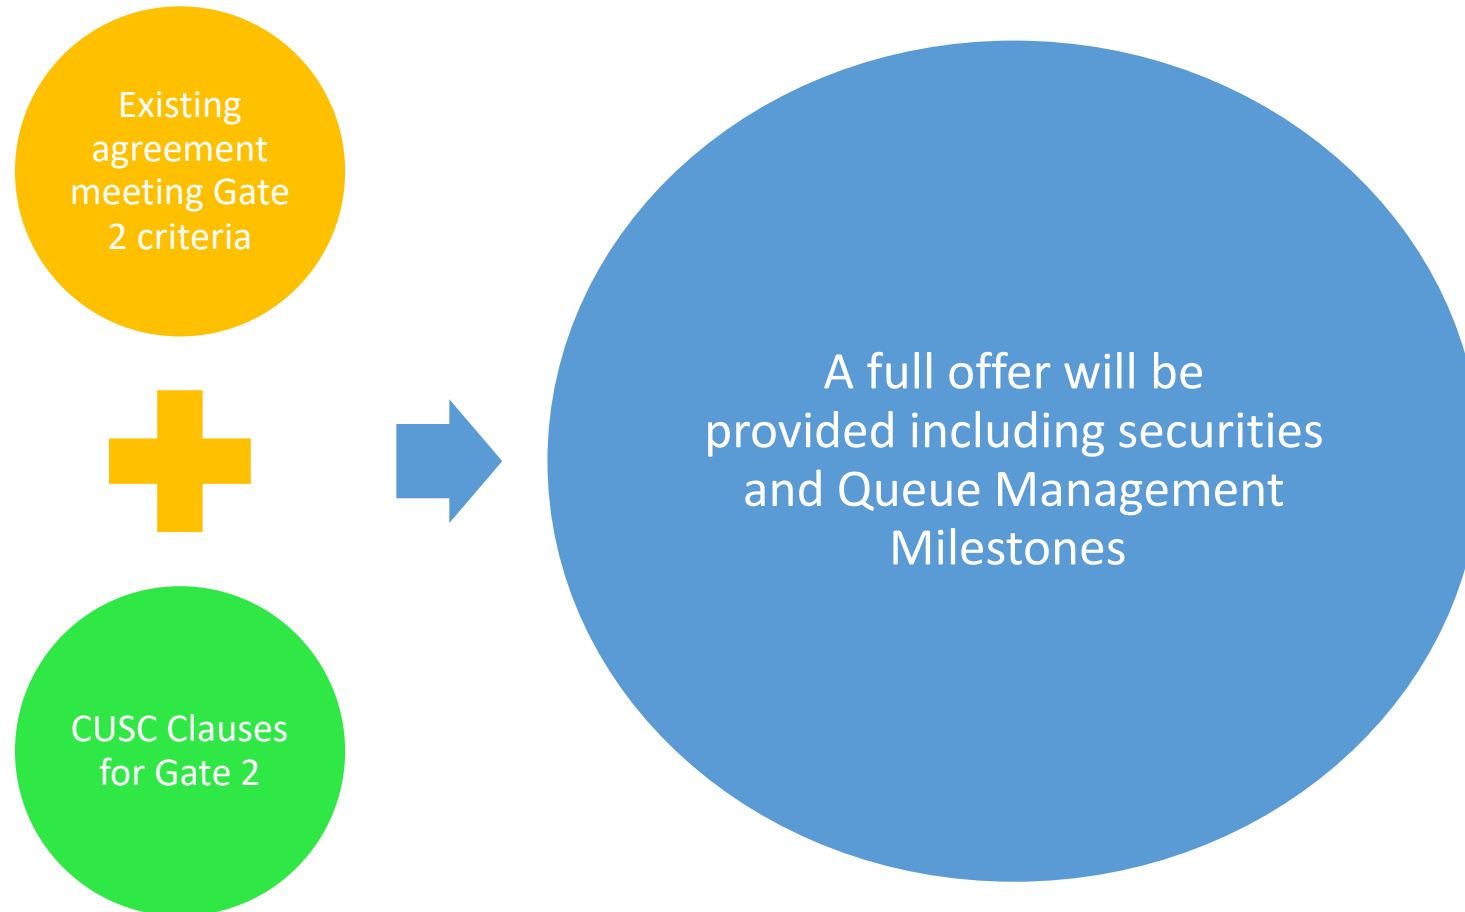 Existing
agreement
meeting Gate
2 criteria
CUSC Clauses
for Gate 2
A full offer will be
provided including securities
and Queue Management
Milestones